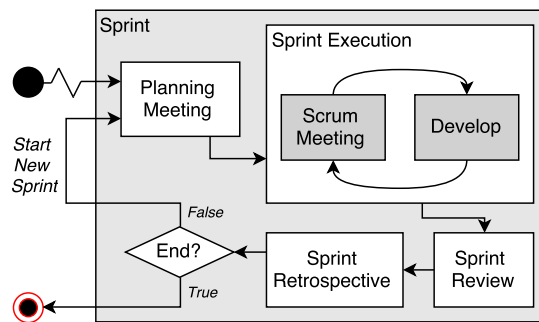 Sprint
Sprint Execution
Planning
Meeting
Scrum
Meeting
Develop
Start
New
Sprint
False
End?
True
Sprint
Retrospective
Sprint
Review